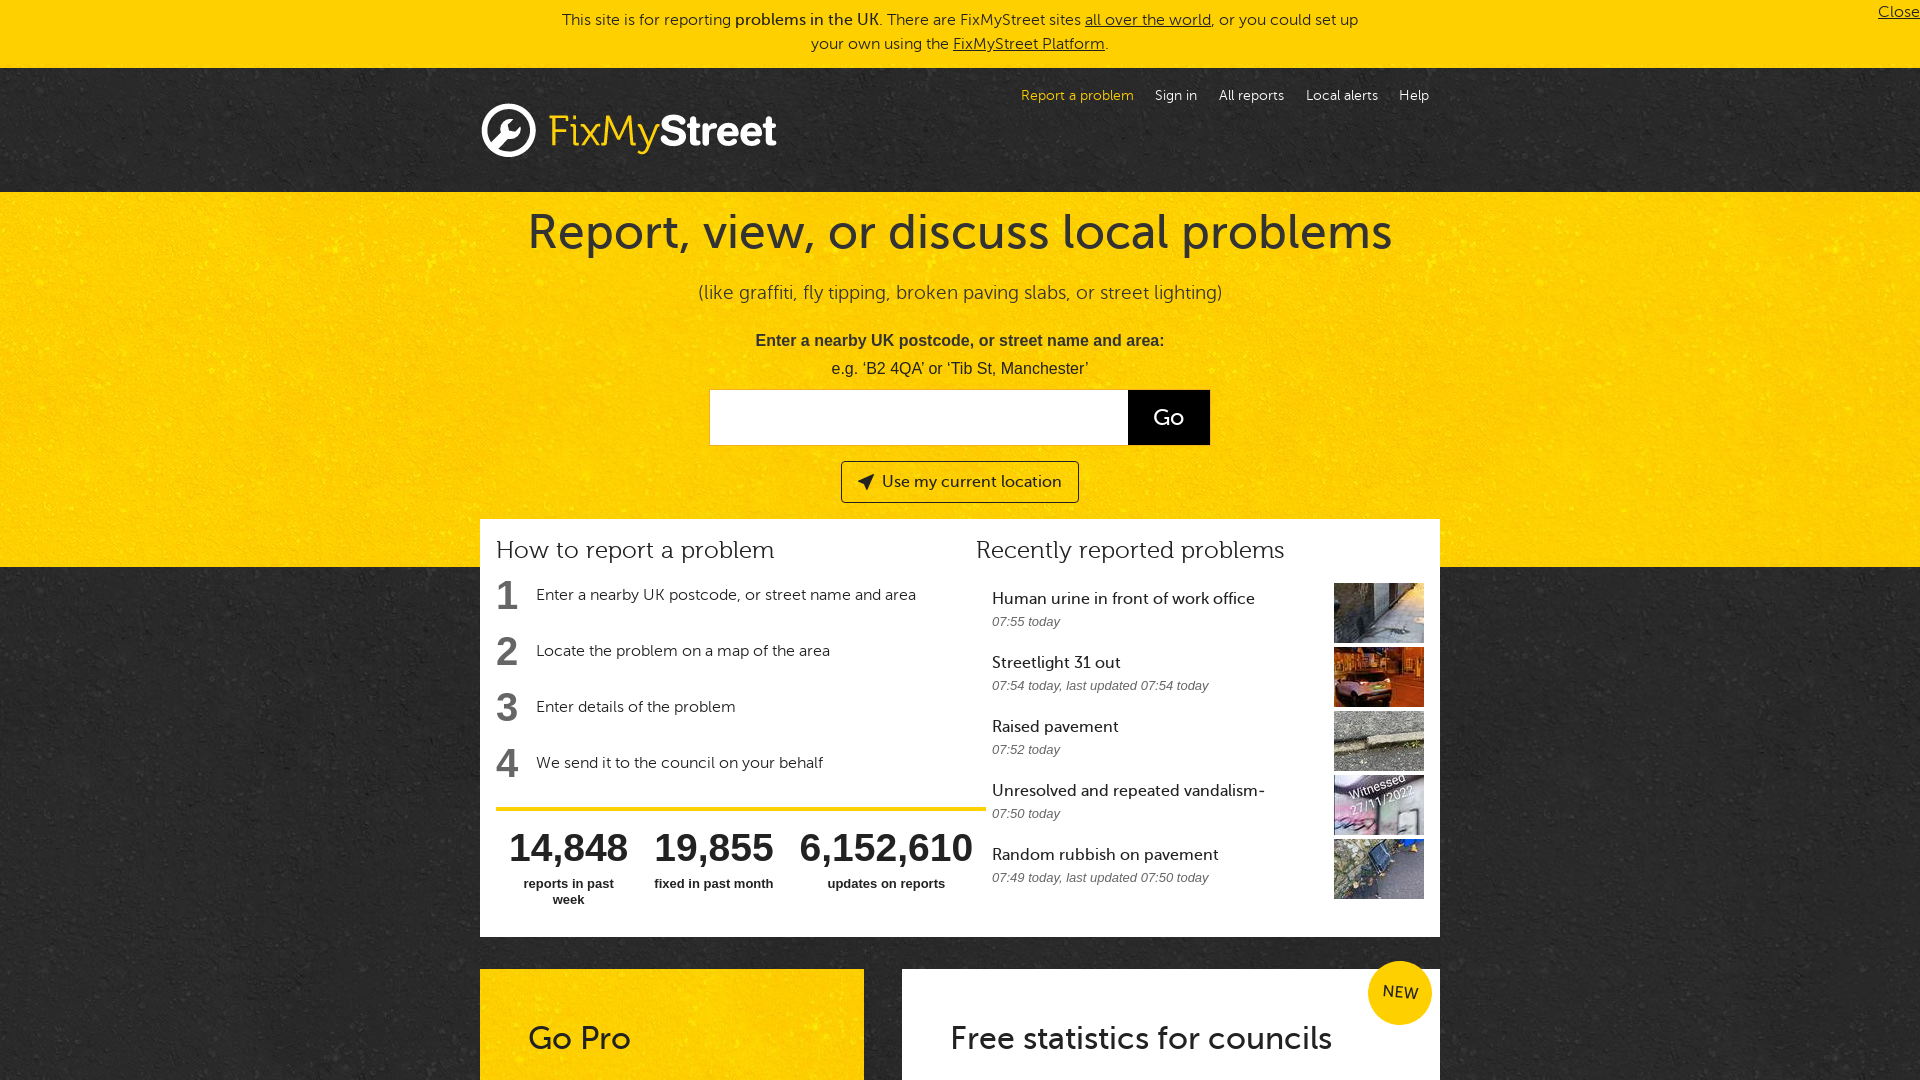 This site is for reporting problems in the UK. There are FixMyStreet sites all over the world, or you could set up
your own using the FixMyStreet Platform.
Close
Report a problem
Sign in
All reports
Local alerts
Help
FixMyStreet
Report, view, or discuss local problems
(like graffiti, fly tipping, broken paving slabs, or street lighting)
Enter a nearby UK postcode, or street name and area:
e.g. ‘B2 4QA’ or ‘Tib St, Manchester’
Go
Use my current location
How to report a problem
1 Enter a nearby UK postcode, or street name and area
2 Locate the problem on a map of the area
3 Enter details of the problem
4 We send it to the council on your behalf
14,848
reports in past
week
19,855
fixed in past month
6,152,610
updates on reports
Recently reported problems
Human urine in front of work office
07:55 today
Streetlight 31 out
07:54 today, last updated 07:54 today
Raised pavement
07:52 today
Unresolved and repeated vandalism-
07:50 today
Witnessed
27/11/2022
Random rubbish on pavement
07:49 today, last updated 07:50 today
Go Pro
NEW
Free statistics for councils